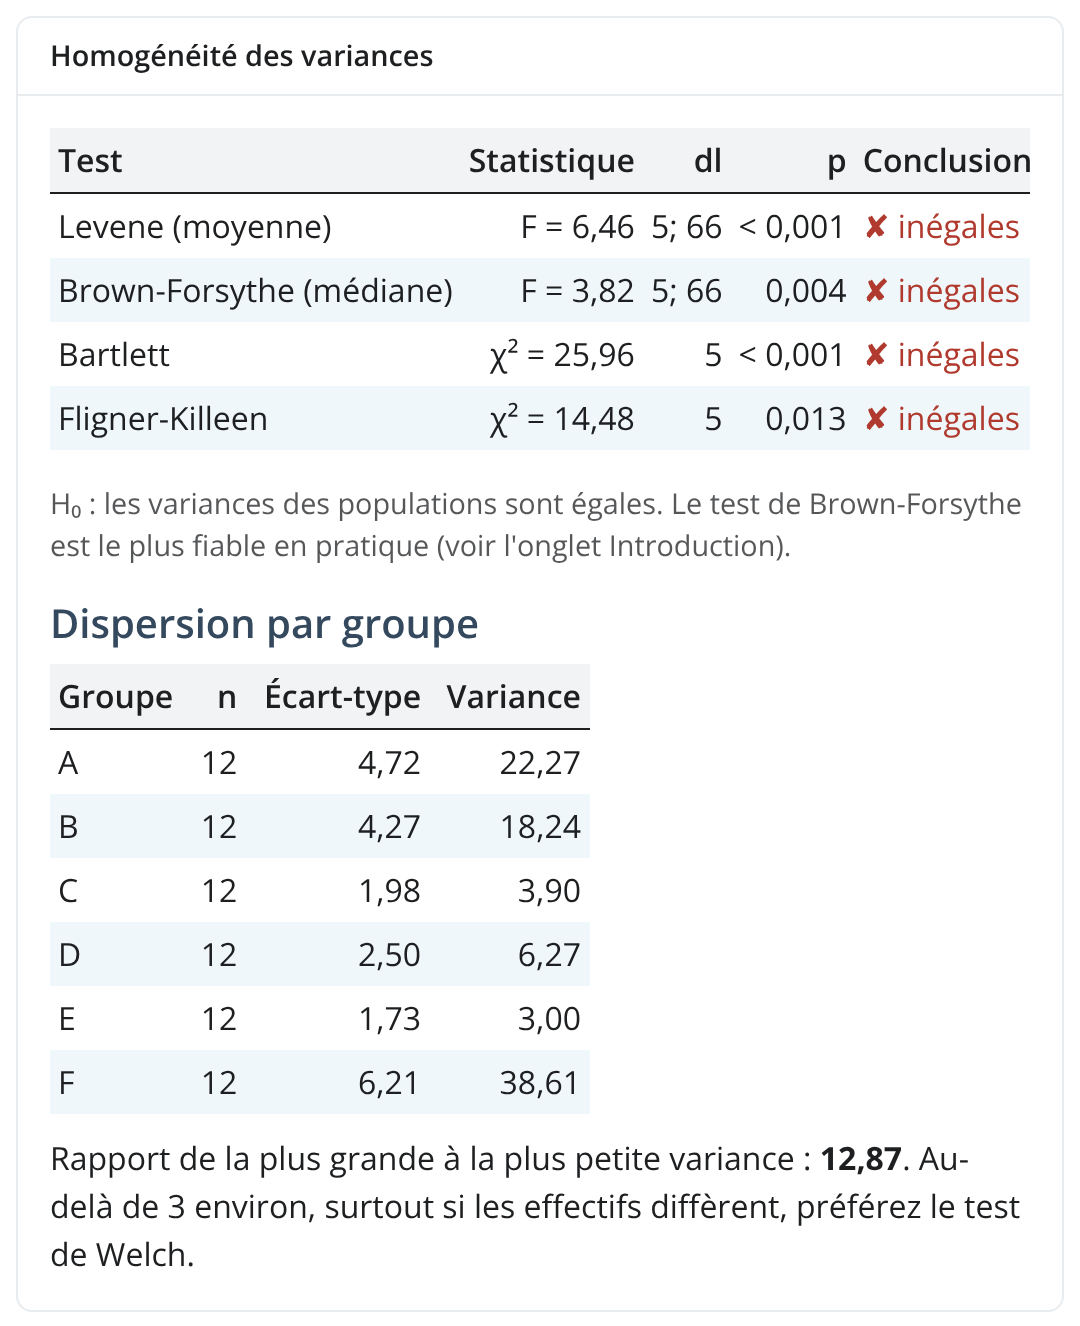 Homogénéité des variances
Test Statistique dl p Conclusion
Levene (moyenne) F = 6,46 5; 66 < 0,001 ✘ inégales
Brown-Forsythe (médiane) F = 3,82 5; 66 0,004 ✘ inégales
Bartlett χ² = 25,96 5 < 0,001 ✘ inégales
Fligner-Killeen χ² = 14,48 5 0,013 ✘ inégales
H₀ : les variances des populations sont égales. Le test de Brown-Forsythe
est le plus fiable en pratique (voir l'onglet Introduction).
Dispersion par groupe
Groupe n Écart-type Variance
A 12 4,72 22,27
B 12 4,27 18,24
C 12 1,98 3,90
D 12 2,50 6,27
E 12 1,73 3,00
F 12 6,21 38,61
Rapport de la plus grande à la plus petite variance : 12,87. Au-
delà de 3 environ, surtout si les effectifs diffèrent, préférez le test
de Welch.